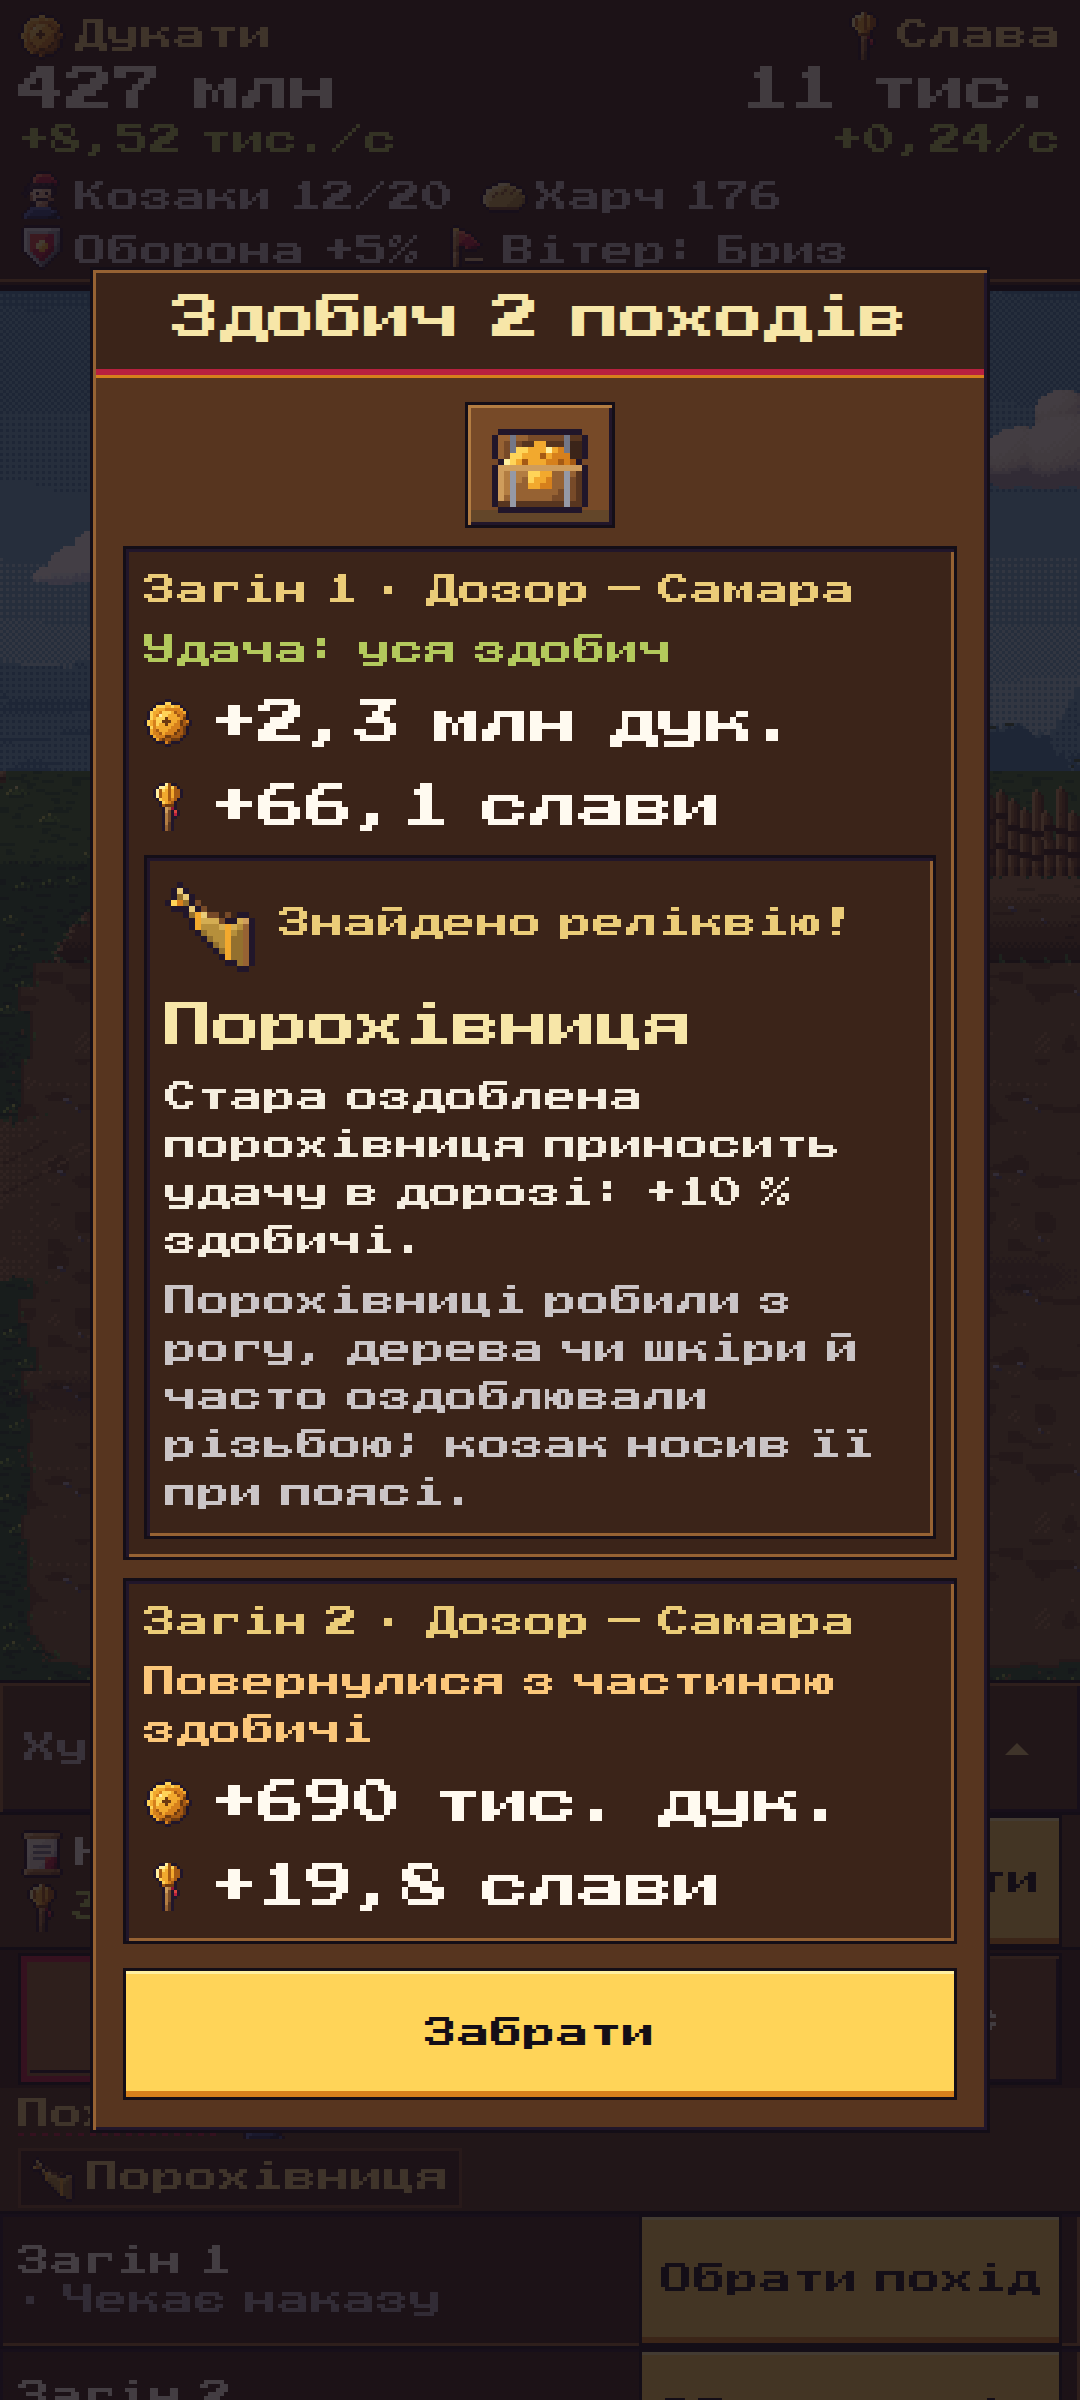 Дукати
Слава
427 млн
11 тис.
+8,52 тис./с
+0,24/с
Козаки 12/20
Харч 176
Оборона +5%
Вітер: Бриз
Здобич 2 походів
Загін 1 · Дозор — Самара
Удача: уся здобич
+2,3 млн дук.
+66,1 слави
Знайдено реліквію!
Порохівниця
Стара оздоблена
порохівниця приносить
удачу в дорозі: +10 %
здобичі.
Порохівниці робили з
рогу, дерева чи шкіри й
часто оздоблювали
різьбою; козак носив її
при поясі.
Загін 2 · Дозор — Самара
Повернулися з частиною
здобичі
+690 тис. дук.
+19,8 слави
Забрати
Порохівниця
Загін 1
· Чекає наказу
Обрати похід
Загін 2